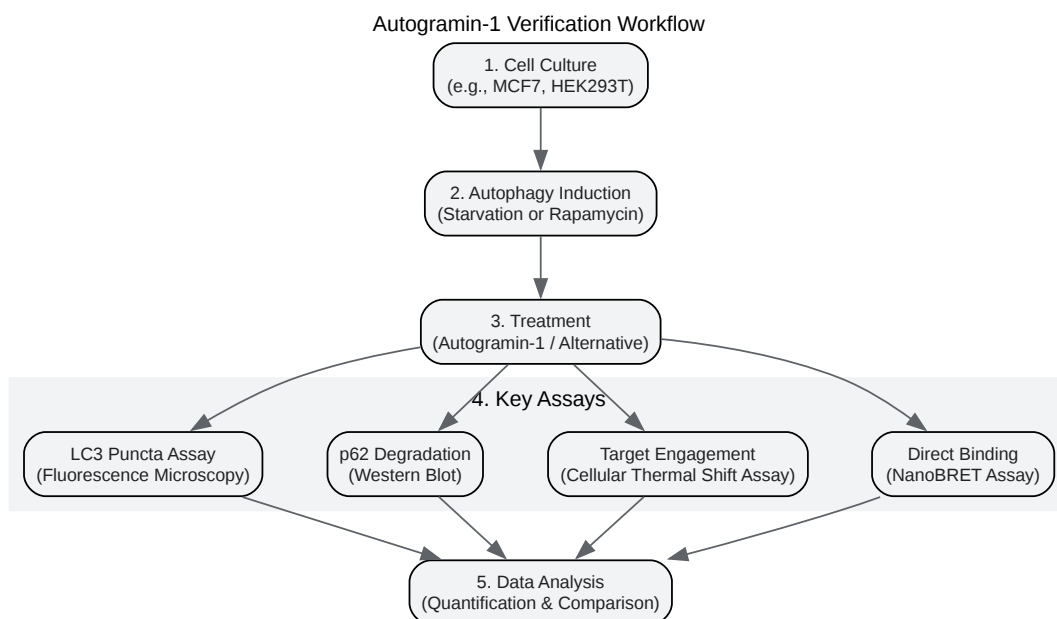 Autogramin-1 Verification Workflow
1. Cell Culture
(e.g., MCF7, HEK293T)
2. Autophagy Induction
(Starvation or Rapamycin)
3. Treatment
(Autogramin-1 / Alternative)
4. Key Assays
LC3 Puncta Assay
(Fluorescence Microscopy)
p62 Degradation
(Western Blot)
Target Engagement
(Cellular Thermal Shift Assay)
Direct Binding
(NanoBRET Assay)
5. Data Analysis
(Quantification & Comparison)